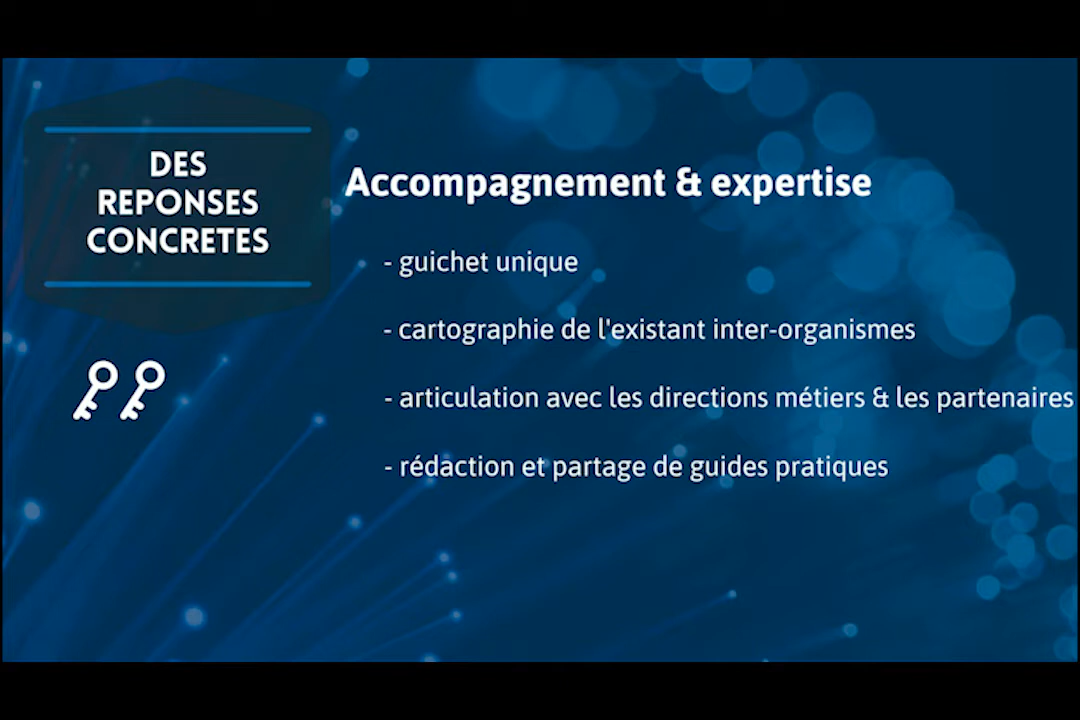 DES
REPONSES
CONCRETES
Accompagnement & expertise
- guichet unique
- cartographie de l'existant inter-organismes
- articulation avec les directions métiers & les partenaires
- rédaction et partage de guides pratiques